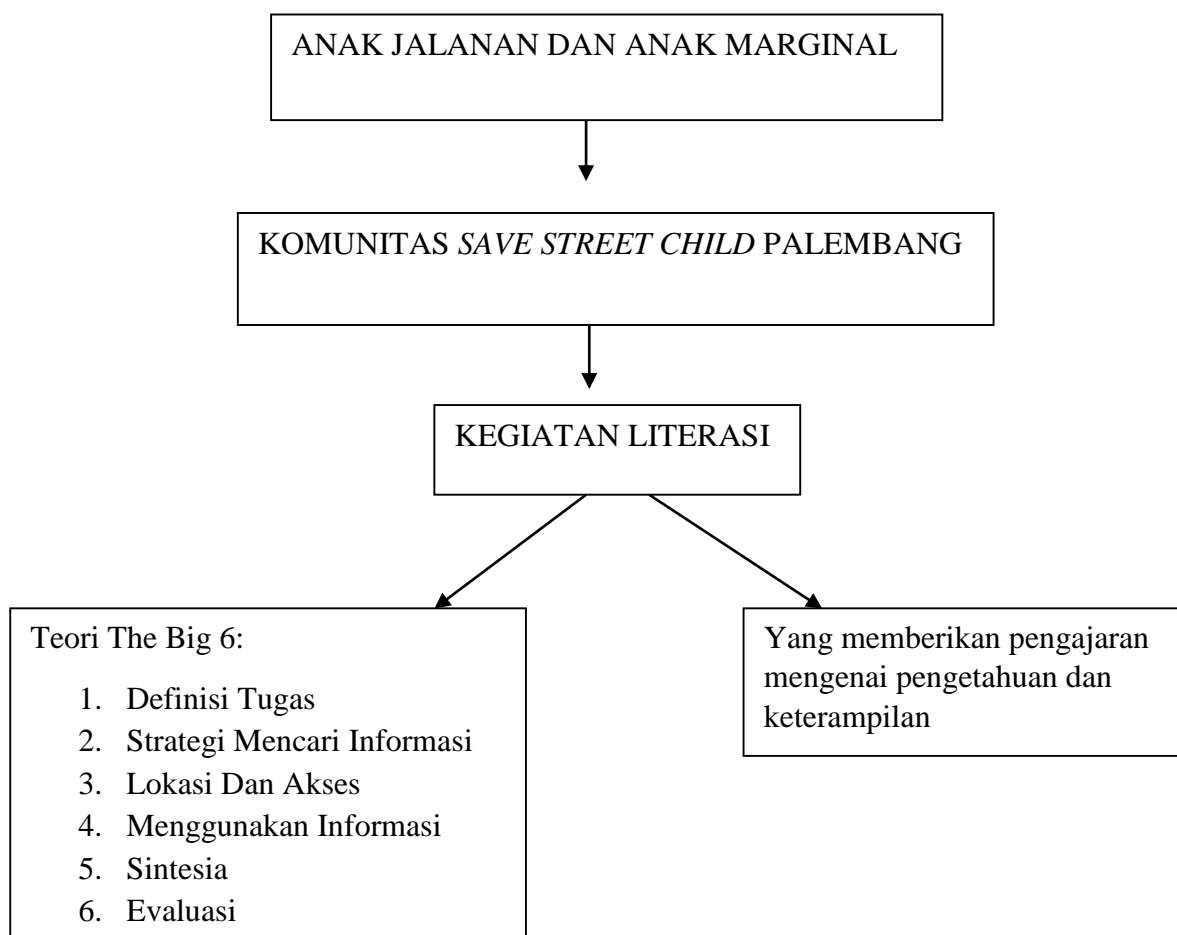 ANAK JALANAN DAN ANAK MARGINAL
KOMUNITAS SAVE STREET CHILD PALEMBANG
KEGIATAN LITERASI
Teori The Big 6:
1. Definisi Tugas
2. Strategi Mencari Informasi
3. Lokasi Dan Akses
4. Menggunakan Informasi
5. Sintesia
6. Evaluasi
Yang memberikan pengajaran
mengenai pengetahuan dan
keterampilan